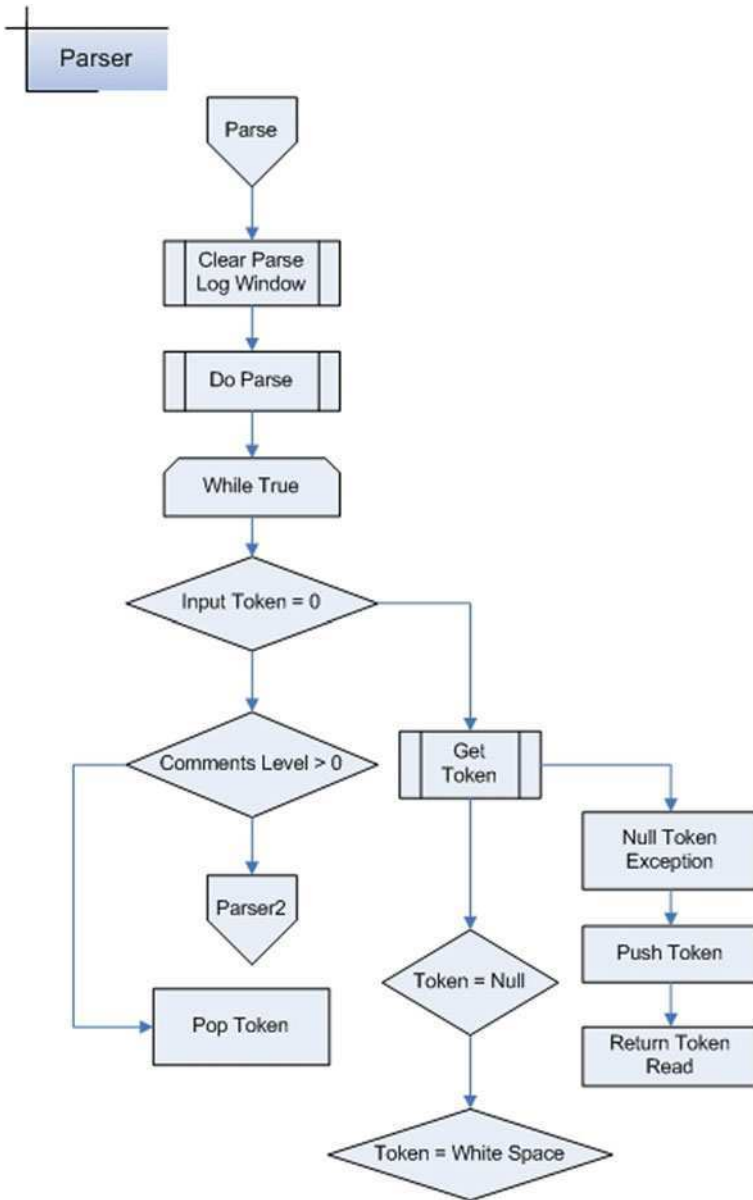 Parser
Parse
Clear Parse
Log Window
Do Parse
While True
Input Token = 0
Comments Level > 0
Get
Token
Null Token
Exception
Parser2
Push Token
Token = Null
Pop Token
Return Token
Read
Token = White Space